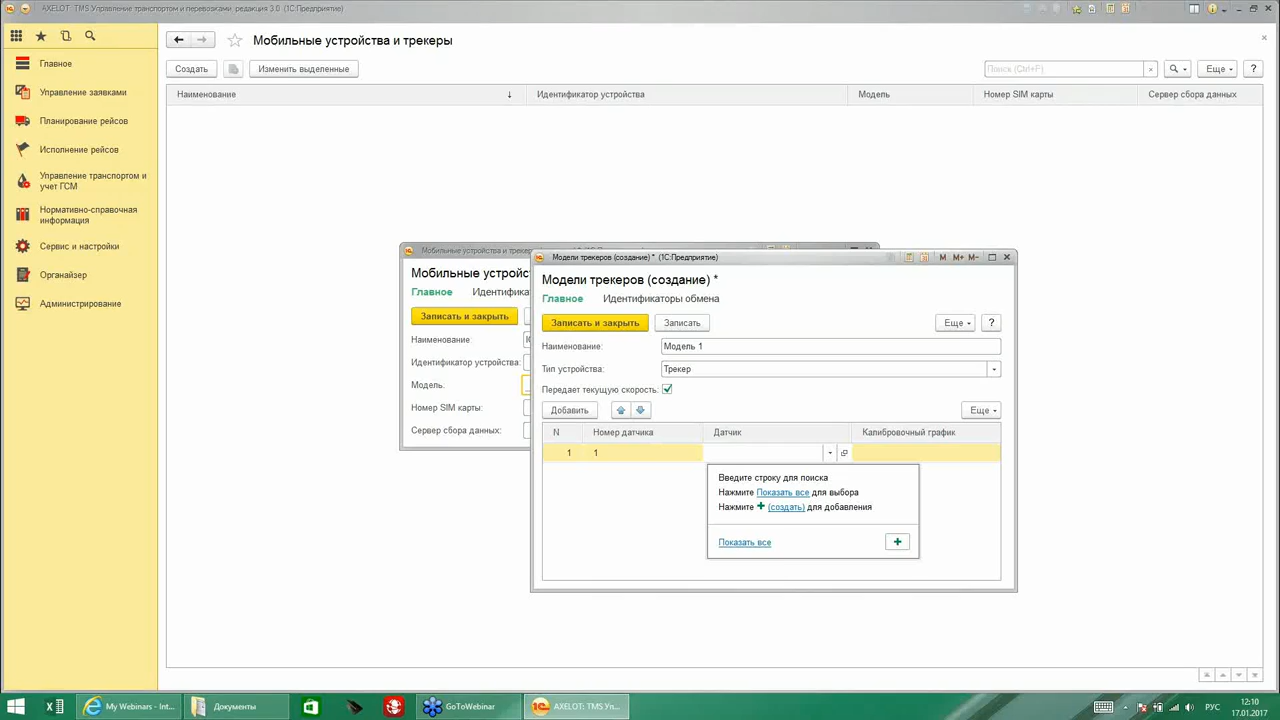 AXELOT: TMS Управление транспортом и перевозками. редакция 3.0 (1С:Предприятие)
Мобильные устройства и трекеры
Создать
Изменить выделенные
Поиск (Ctrl+F)
Еще
?
Наименование
Идентификатор устройства
Модель
Номер SIM карты
Сервер сбора данных
Главное
Управление заявками
Планирование рейсов
Исполнение рейсов
Управление транспортом и
учет ГСМ
Нормативно-справочная
информация
Сервис и настройки
Органайзер
Администрирование
Мобильные устройства и трекер
Мобильные устройс
Главное
Идентифика
Записать и закрыть
Наименование:
Идентификатор устройства:
Модель:
Номер SIM карты:
Сервер сбора данных:
Модели трекеров (создание) * (1С:Предприятие)
M M+ M-
Модели трекеров (создание) *
Главное
Идентификаторы обмена
Записать и закрыть
Записать
Еще
?
Наименование: Модель 1
Тип устройства: Трекер
Передает текущую скорость:
Добавить
Еще
N Номер датчика Датчик Калибровочный график
1 1
Введите строку для поиска
Нажмите Показать все для выбора
Нажмите + (создать) для добавления
Показать все
+
My Webinars - Int...
Документы
GoToWebinar
AXELOT: TMS Уп...
РУС
12:10
17.01.2017